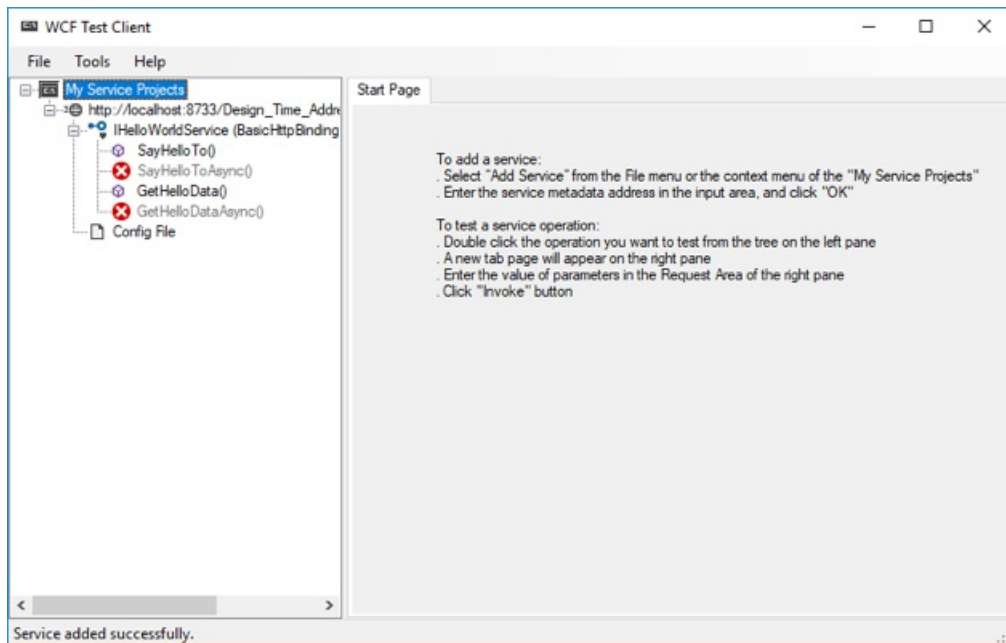 WCF Test Client
File Tools Help
My Service Projects
http://localhost:8733/Design_Time_Addre
IHelloWorldService (BasicHttpBinding
SayHelloTo()
SayHelloToAsync()
GetHelloData()
GetHelloDataAsync()
Config File
Start Page
To add a service:
. Select "Add Service" from the File menu or the context menu of the "My Service Projects"
. Enter the service metadata address in the input area, and click "OK"
To test a service operation:
. Double click the operation you want to test from the tree on the left pane
. A new tab page will appear on the right pane
. Enter the value of parameters in the Request Area of the right pane
. Click "Invoke" button
Service added successfully.